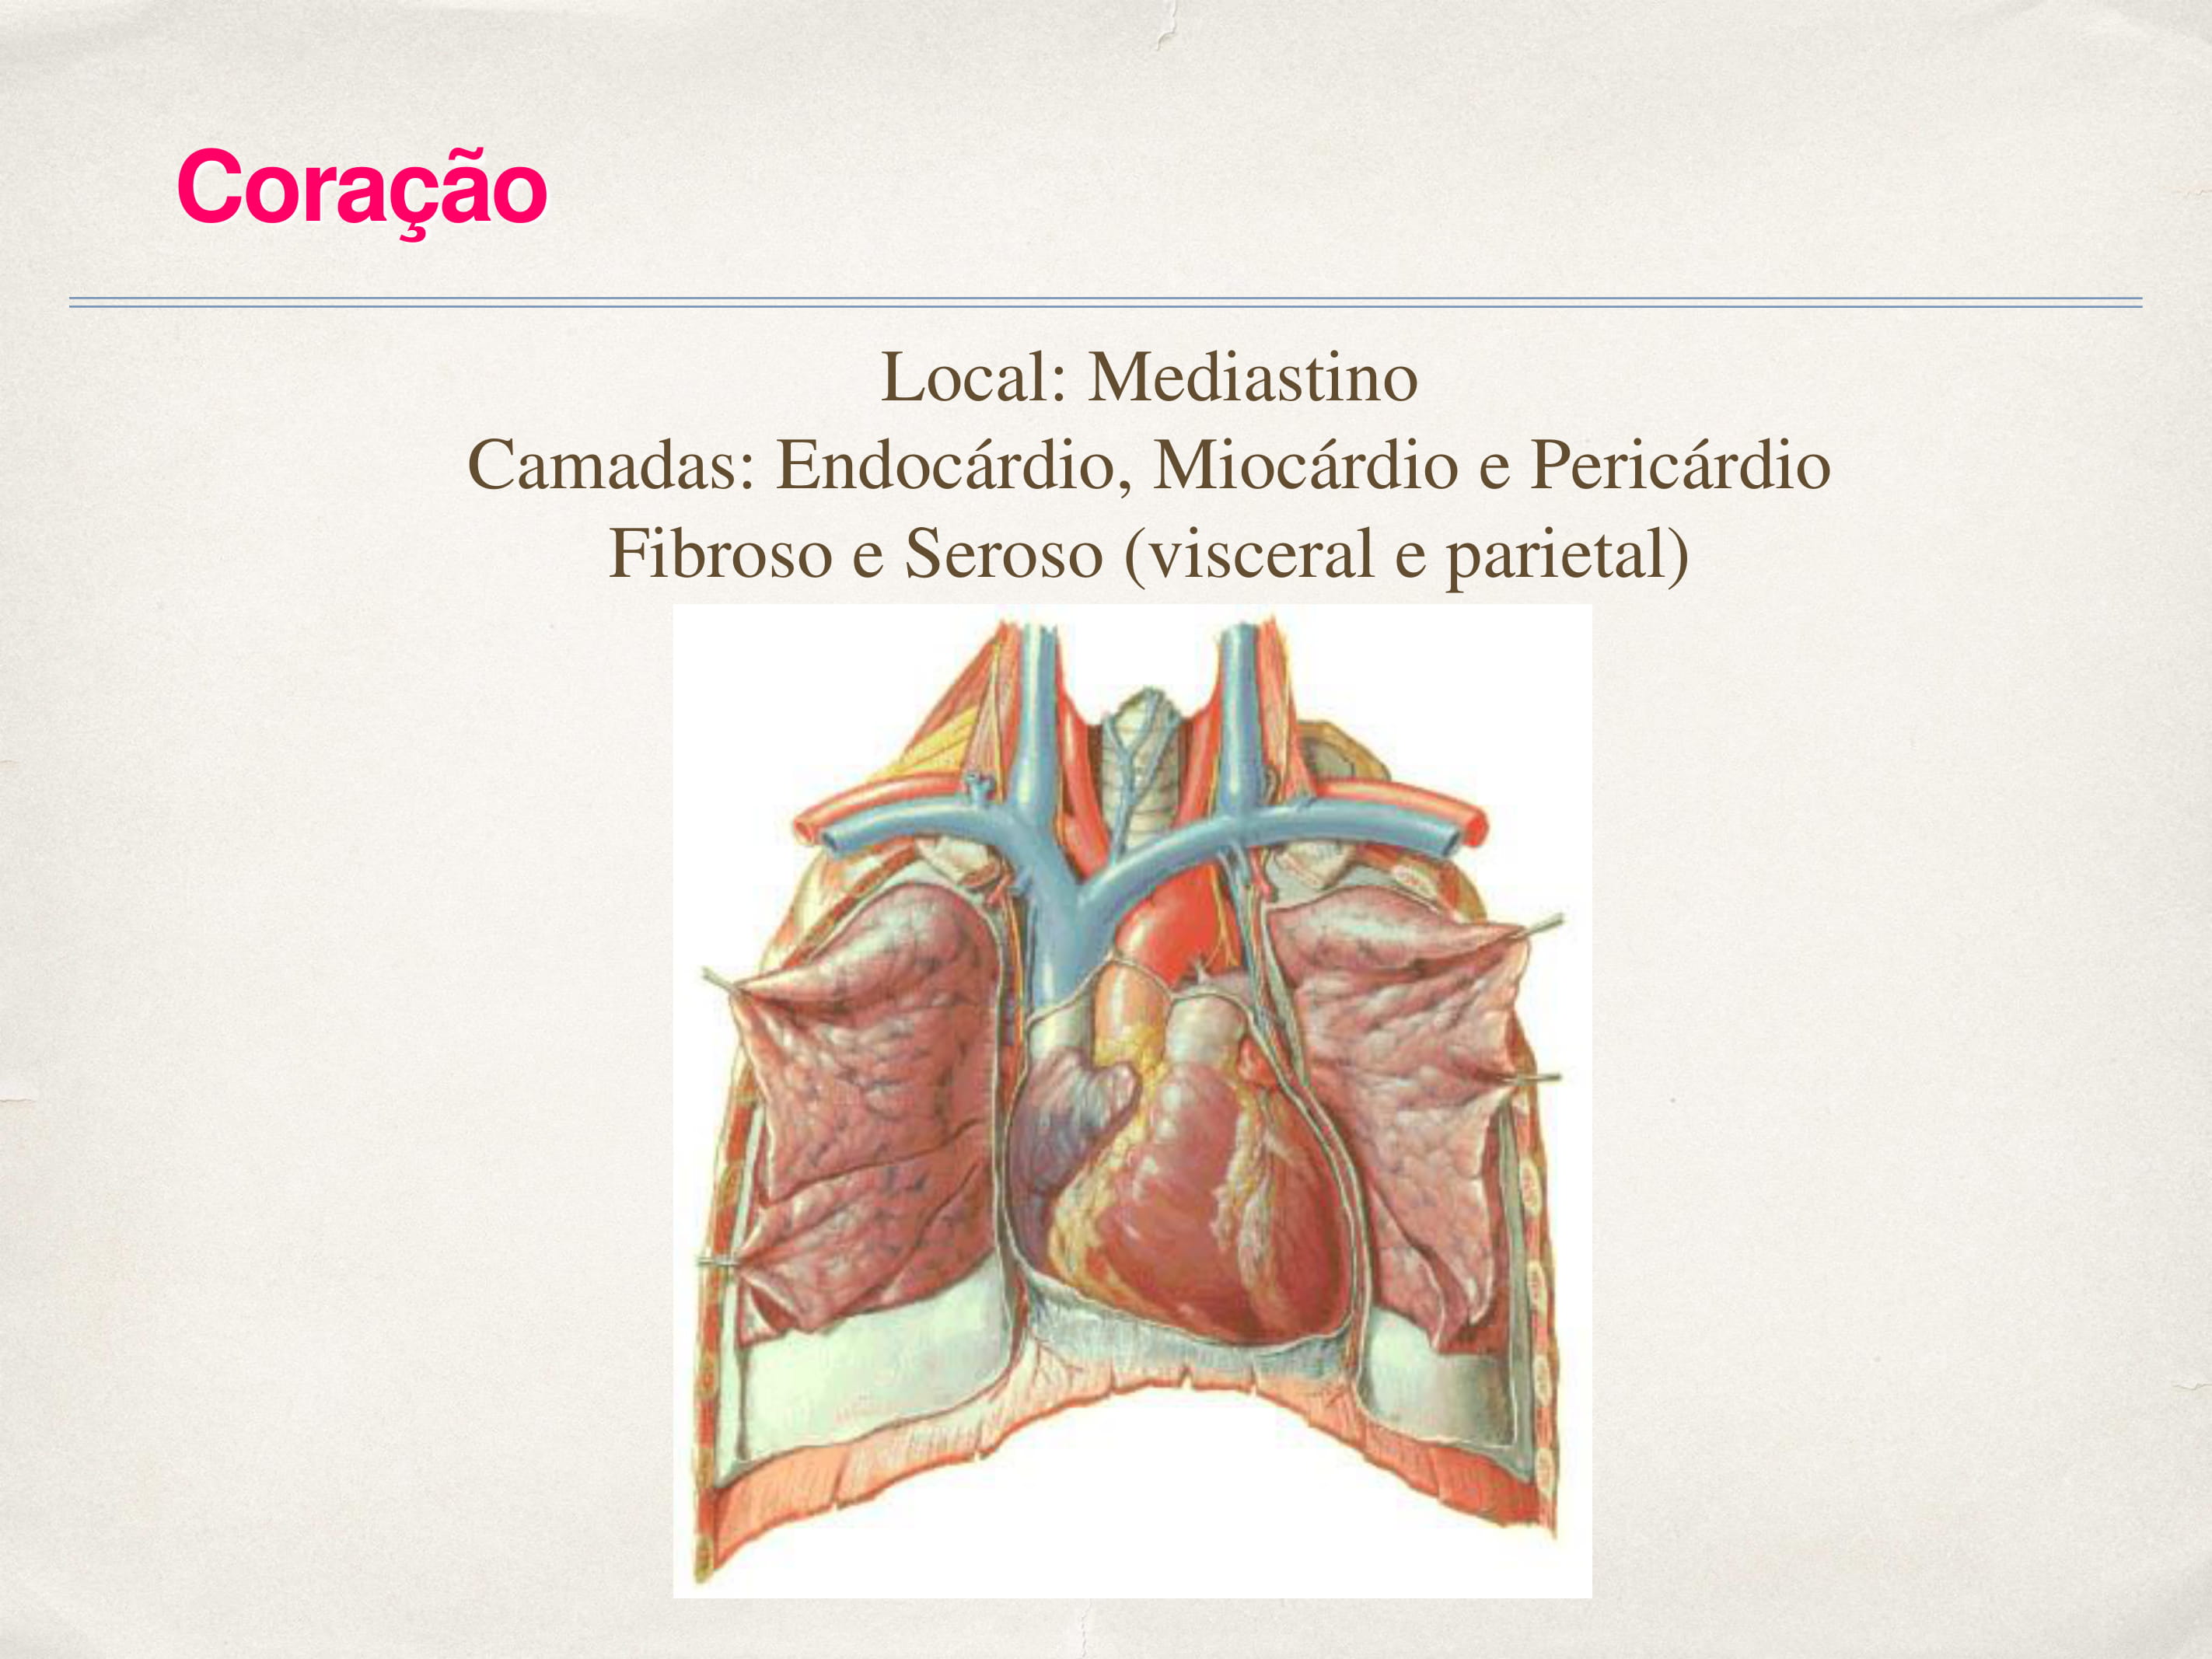 Coração
Local: Mediastino
Camadas: Endocárdio, Miocárdio e Pericárdio
Fibroso e Seroso (visceral e parietal)